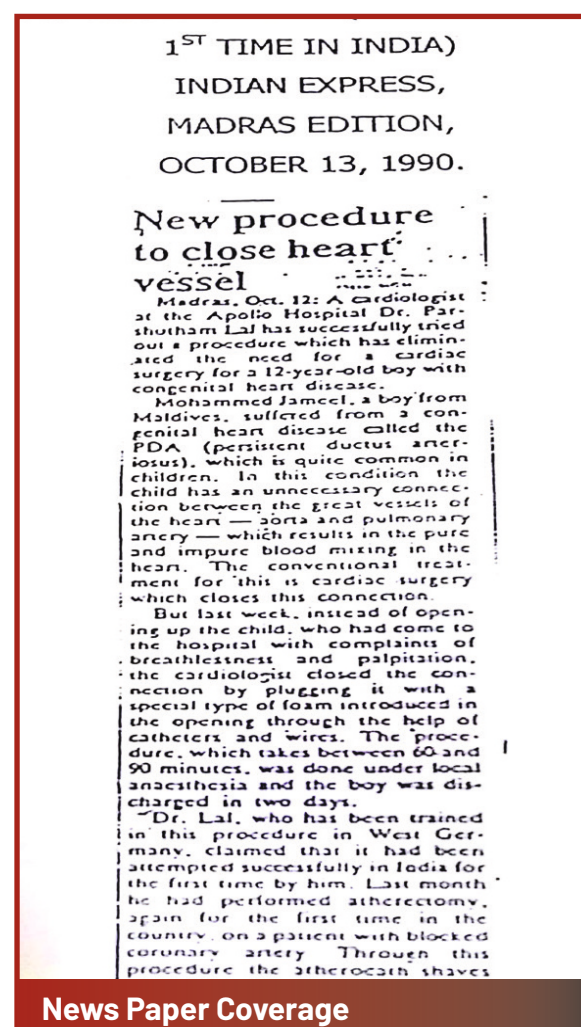 1ST TIME IN INDIA)
INDIAN EXPRESS,
MADRAS EDITION,
OCTOBER 13, 1990.
New procedure
to close heart
vessel
Madras, Oct. 12: A cardiologist
at the Apollo Hospital Dr. Par-
shutham Lal has successfully tried
out a procedure which has elimin-
ated the need for a cardiac
surgery for a 12-year-old boy with
congenital heart disease.
Mohammed Jameel, a boy from
Maldives, suffered from a con-
genital heart disease called the
PDA (persistent ductus arter-
iosus), which is quite common in
children. In this condition the
child has an unnecessary connec-
tion between the great vessels of
the heart — aorta and pulmonary
artery — which results in the pure
and impure blood mixing in the
heart. The conventional treat-
ment for this is cardiac surgery
which closes this connection.
But last week, instead of open-
ing up the child, who had come to
the hospital with complaints of
breathlessness and palpitation,
the cardiologist closed the con-
nection by plugging it with a
special type of foam introduced in
the opening through the help of
catheters and wires. The proce-
dure, which takes between 60 and
90 minutes, was done under local
anaesthesia and the boy was dis-
charged in two days.
Dr. Lal, who has been trained
in this procedure in West Ger-
many, claimed that it had been
attempted successfully in India for
the first time by him. Last month
he had performed atherectomy,
again for the first time in the
country, on a patient with blocked
corunary artery Through this
procedure the atherocath shaves
News Paper Coverage